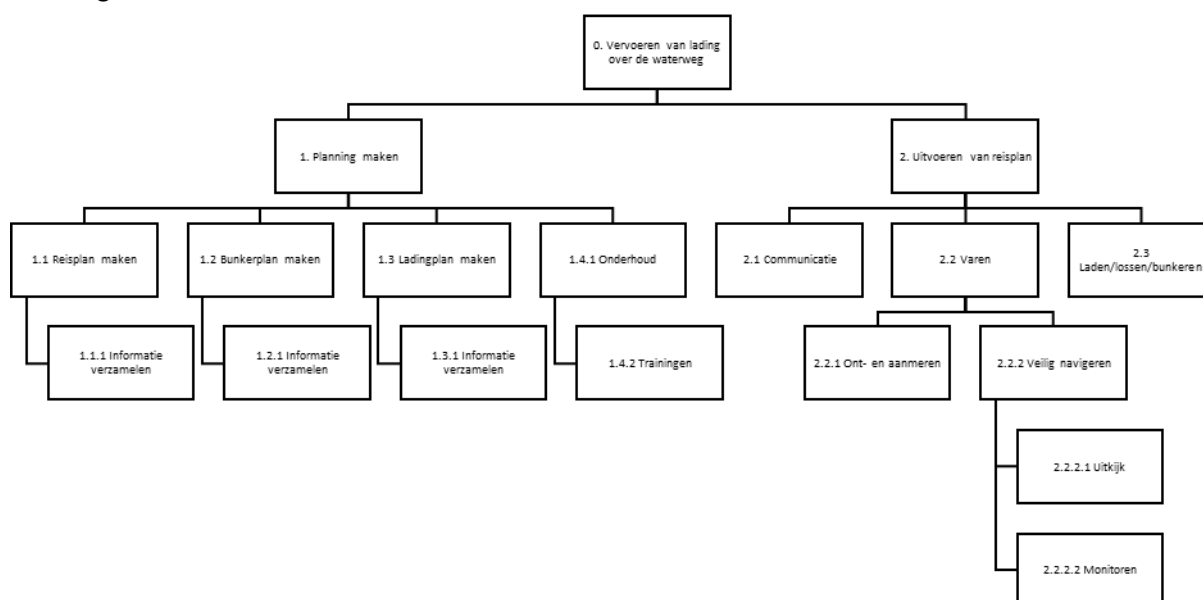 0. Vervoeren van lading
over de waterweg
1. Planning maken
2. Uitvoeren van reisplan
1.1 Reisplan maken
1.2 Bunkerplan maken
1.3 Ladingplan maken
1.4.1 Onderhoud
2.1 Communicatie
2.2 Varen
2.3
Laden/lossen/bunkeren
1.1.1 Informatie
verzamelen
1.2.1 Informatie
verzamelen
1.3.1 Informatie
verzamelen
1.4.2 Trainingen
2.2.1 Ont- en aanmeren
2.2.2 Veilig navigeren
2.2.2.1 Uitkijk
2.2.2.2 Monitoren